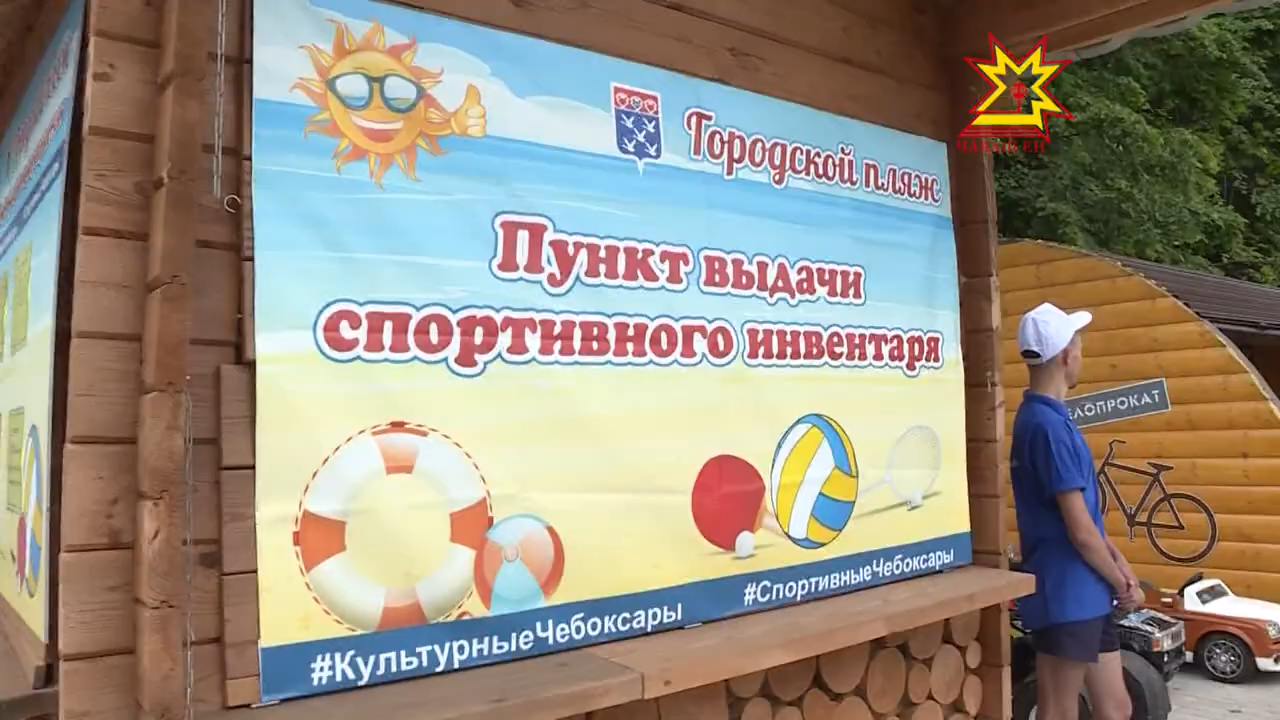 Городской пляж
Пункт выдачи
спортивного инвентаря
#КультурныеЧебоксары
#СпортивныеЧебоксары
ЕЛОПРОКАТ